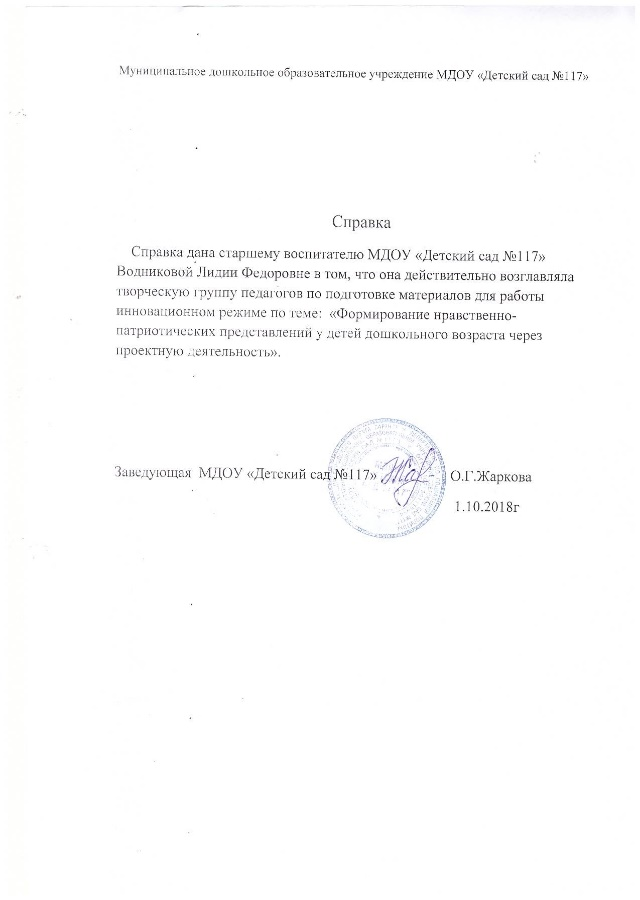 Муниципальное дошкольное образовательное учреждение МДОУ «Детский сад №117»
Справка
Справка дана старшему воспитателю МДОУ «Детский сад №117»
Водниковой Лидии Федоровне в том, что она действительно возглавляла
творческую группу педагогов по подготовке материалов для работы
инновационном режиме по теме: «Формирование нравственно-
патриотических представлений у детей дошкольного возраста через
проектную деятельность».
Заведующая МДОУ «Детский сад №117» О.Г.Жаркова
1.10.2018г